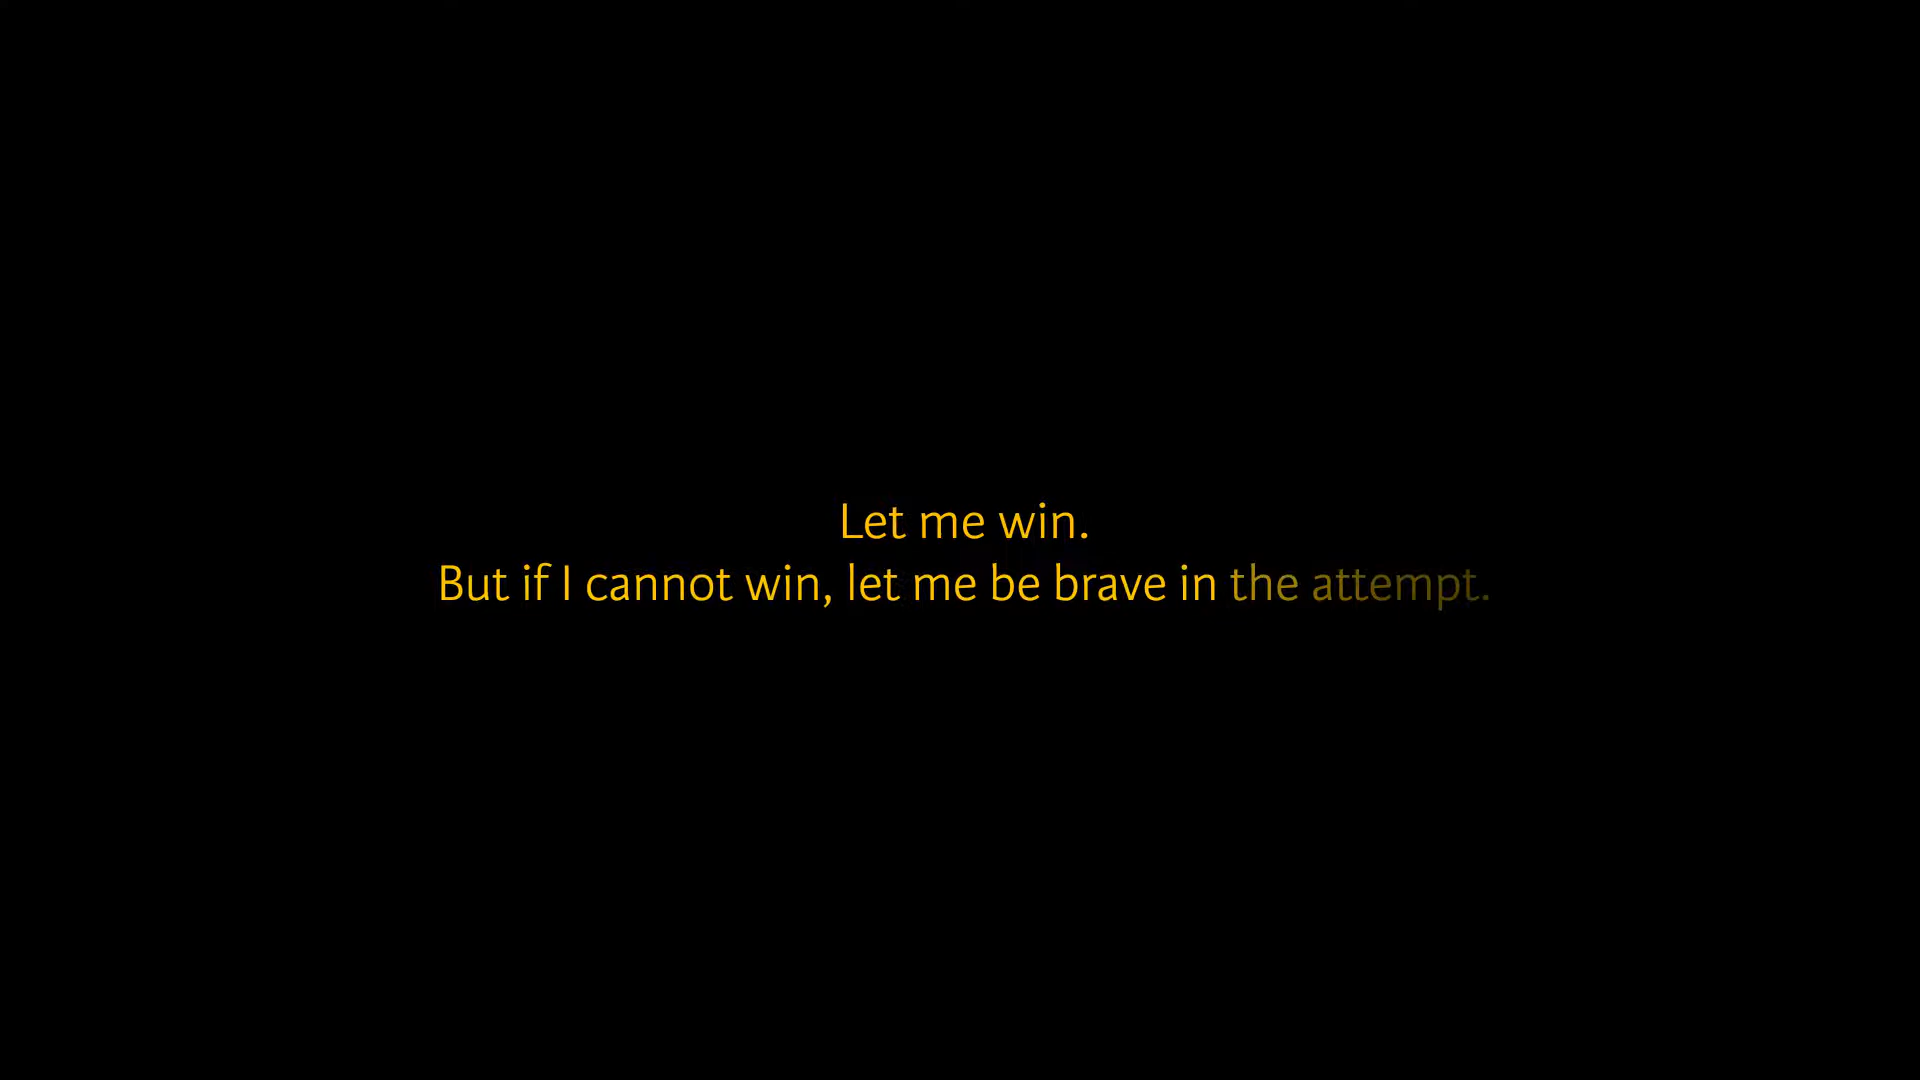 Let me win.
But if I cannot win, let me be brave in the attempt.